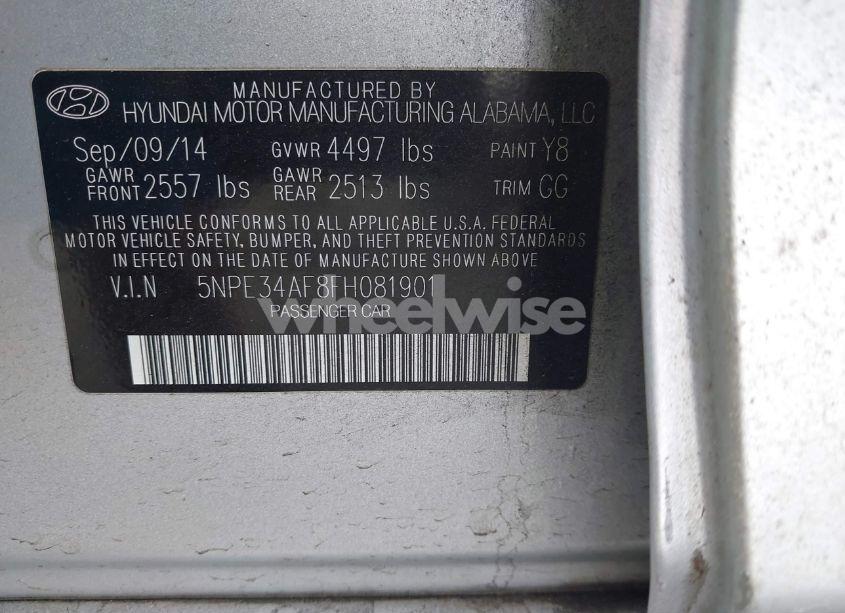 MANUFACTURED BY
HYUNDAI MOTOR MANUFACTURING ALABAMA, LLC
Sep/09/14 GVWR 4497 lbs PAINT Y8
GAWR FRONT 2557 lbs GAWR REAR 2513 lbs TRIM GG
THIS VEHICLE CONFORMS TO ALL APPLICABLE U.S.A. FEDERAL
MOTOR VEHICLE SAFETY, BUMPER, AND THEFT PREVENTION STANDARDS
IN EFFECT ON THE DATE OF MANUFACTURE SHOWN ABOVE
V.I.N 5NPE34AF8FH081901
PASSENGER CAR
wheelwise